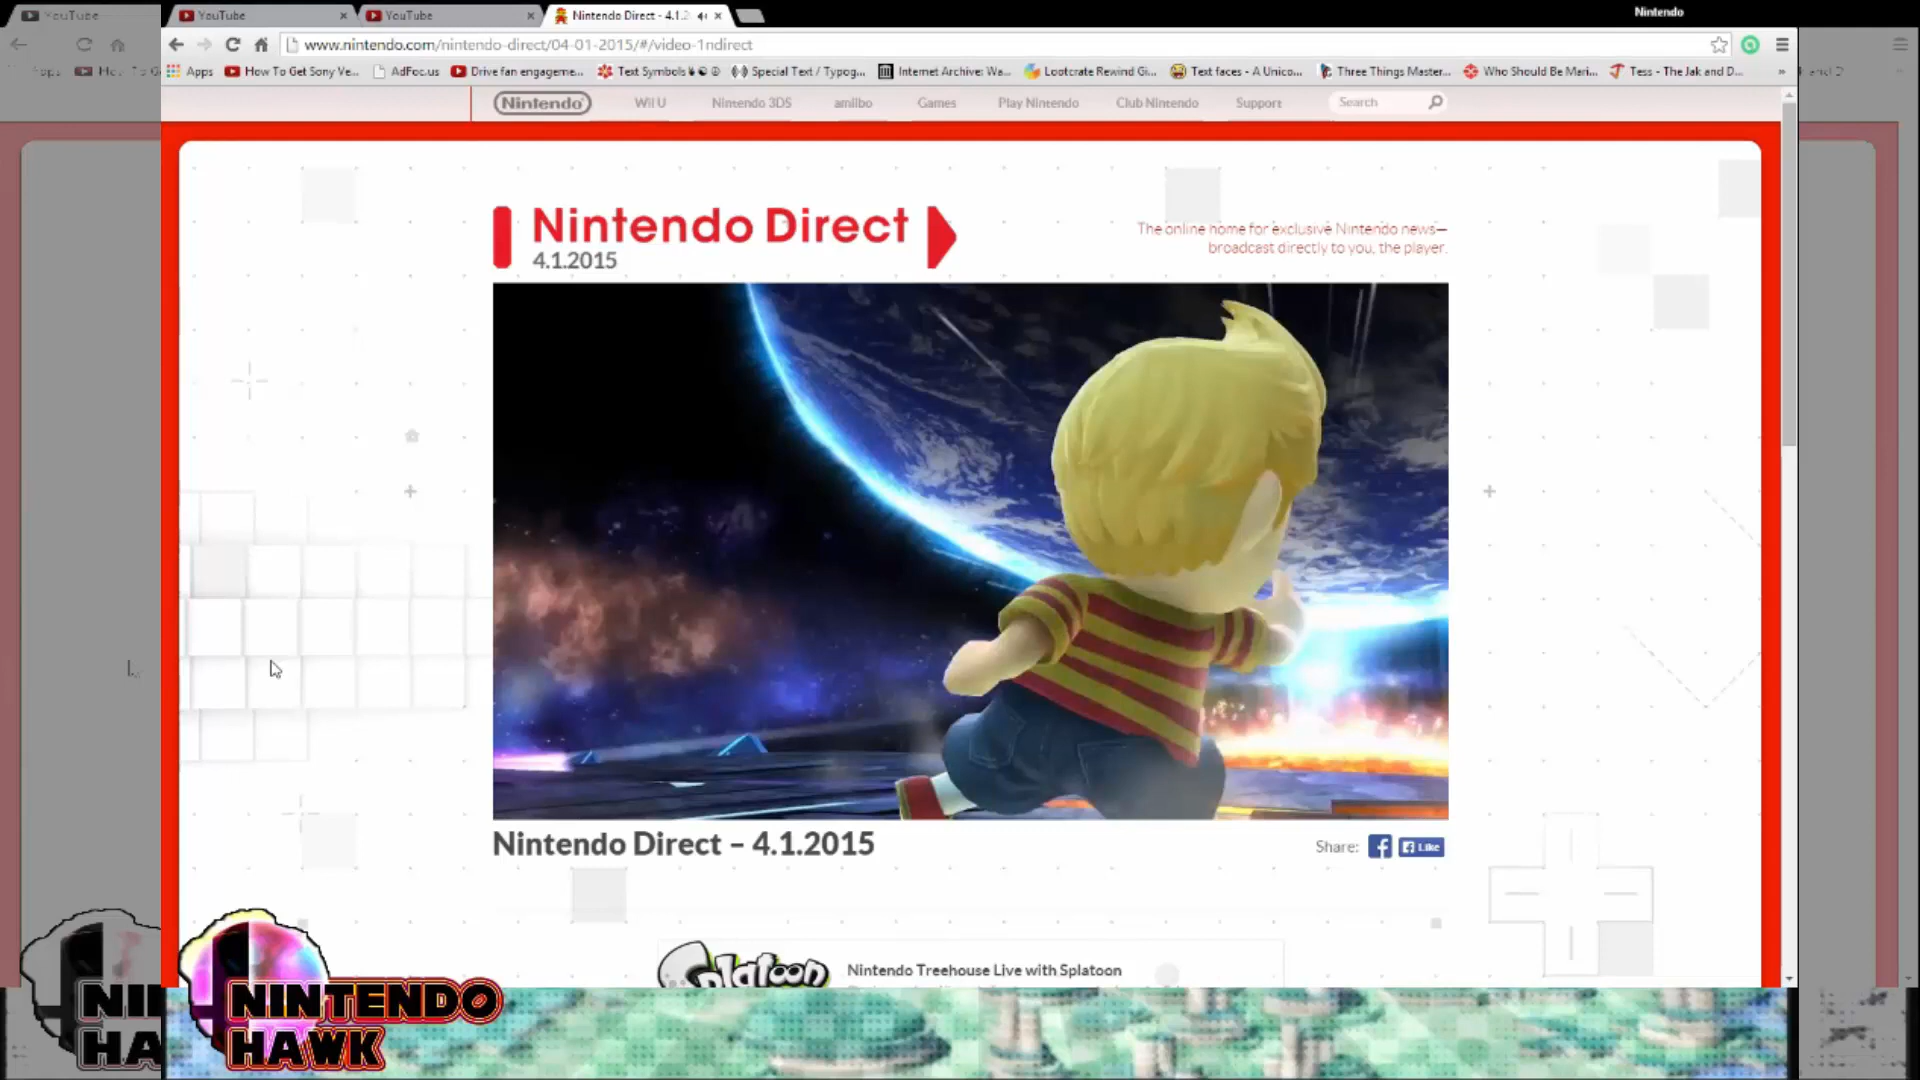 YouTube
YouTube
YouTube
Nintendo Direct - 4.1.2
Nintendo
www.nintendo.com/nintendo-direct/04-01-2015/#/video-1ndirect
Apps
How To Get Sony Ve...
AdFoc.us
Drive fan engageme...
Text Symbols
Special Text / Typog...
Internet Archive: Wa...
Lootcrate Rewind Gi...
Text faces - A Unico...
Three Things Master...
Who Should Be Mari...
Tess - The Jak and D...
Nintendo
Wii U
Nintendo 3DS
amiibo
Games
Play Nintendo
Club Nintendo
Support
Search
Nintendo Direct
4.1.2015
The online home for exclusive Nintendo news—
broadcast directly to you, the player.
Nintendo Direct – 4.1.2015
Share:
Like
Splatoon
Nintendo Treehouse Live with Splatoon
NINTENDO
HAWK